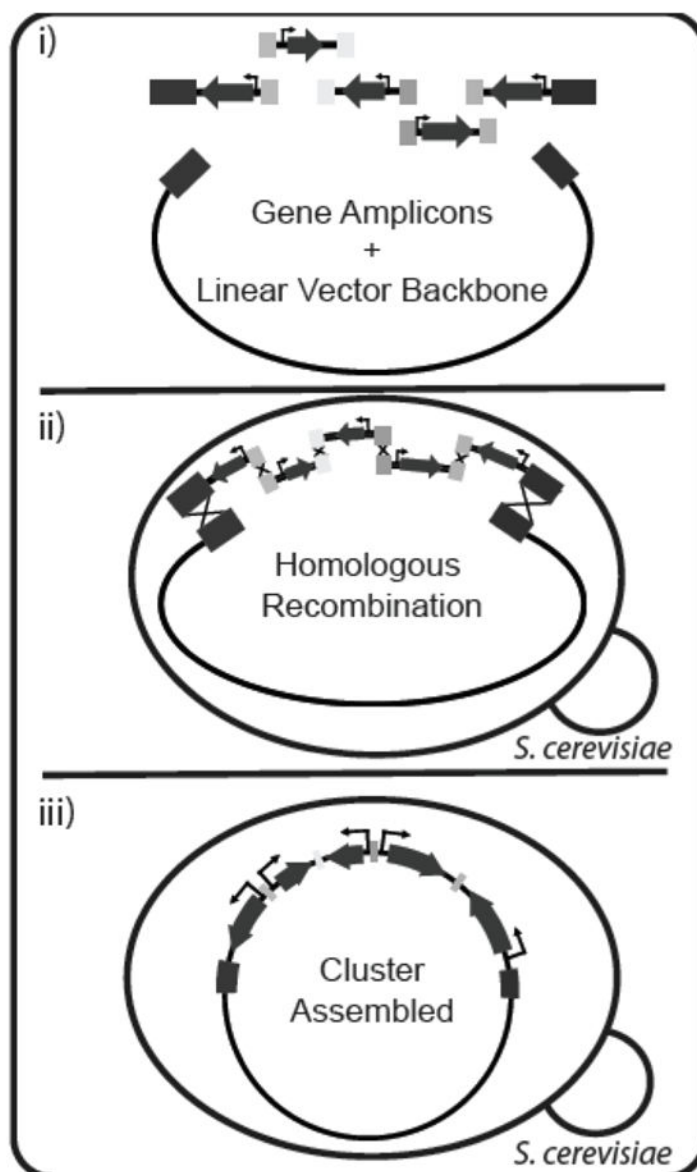 i)
Gene Amplicons
+
Linear Vector Backbone
ii)
Homologous
Recombination
S. cerevisiae
iii)
Cluster
Assembled
S. cerevisiae